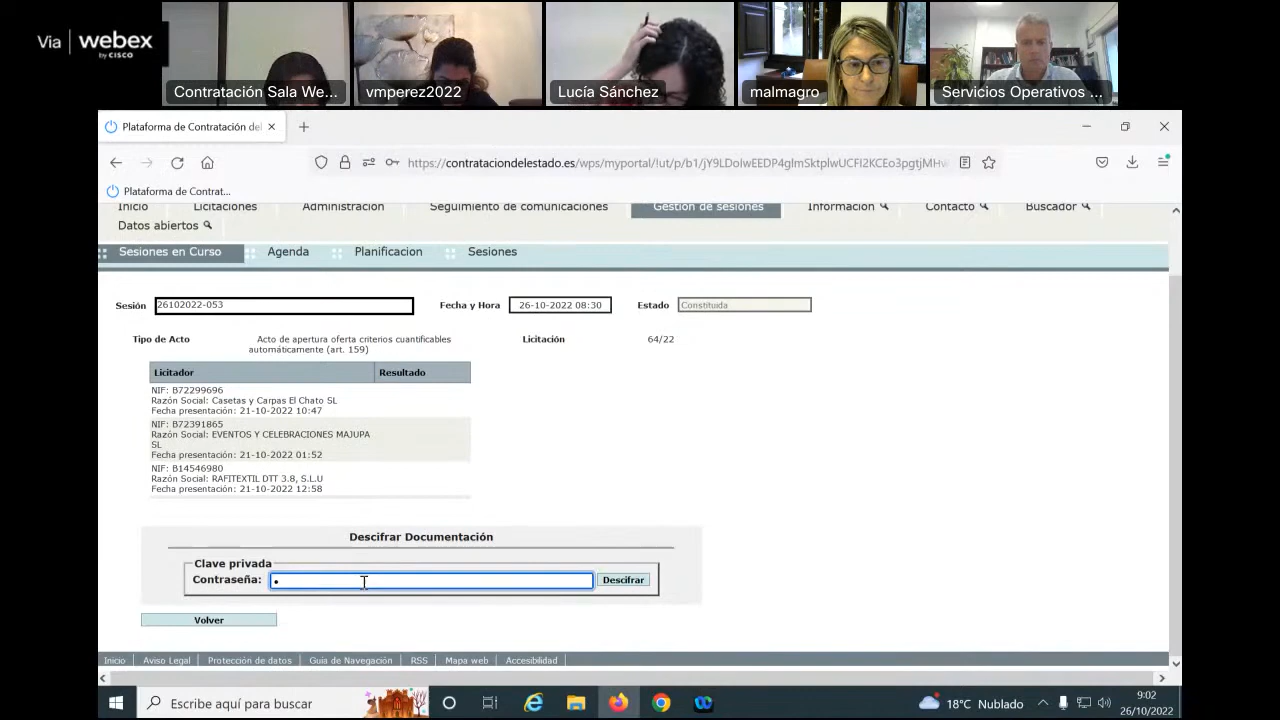 Via | webex
by CISCO
Contratación Sala We...
vmperez2022
Lucía Sánchez
malmagro
Servicios Operativos ...
Plataforma de Contratación del
https://contrataciondelestado.es/wps/myportal/!ut/p/b1/
Plataforma de Contrat...
Inicio
Licitaciones
Administración
Seguimiento de comunicaciones
Gestión de sesiones
Información
Contacto
Buscador
Datos abiertos
Sesiones en Curso
Agenda
Planificacion
Sesiones
Sesión
26102022-053
Fecha y Hora
26-10-2022 08:30
Estado
Constituida
Tipo de Acto
Acto de apertura oferta criterios cuantificables
automáticamente (art. 159)
Licitación
64/22
Licitador
Resultado
NIF: B72299696
Razón Social: Casetas y Carpas El Chato SL
Fecha presentación: 21-10-2022 10:47
NIF: B72391865
Razón Social: EVENTOS Y CELEBRACIONES MAJUPA
SL
Fecha presentación: 21-10-2022 01:52
NIF: B14546980
Razón Social: RAFITEXTIL DTT 3.8, S.L.U
Fecha presentación: 21-10-2022 12:58
Descifrar Documentación
Clave privada
Contraseña:
•
Descifrar
Volver
Inicio
Aviso Legal
Protección de datos
Guía de Navegación
RSS
Mapa web
Accesibilidad
Escribe aquí para buscar
18°C Nublado
9:02
26/10/2022